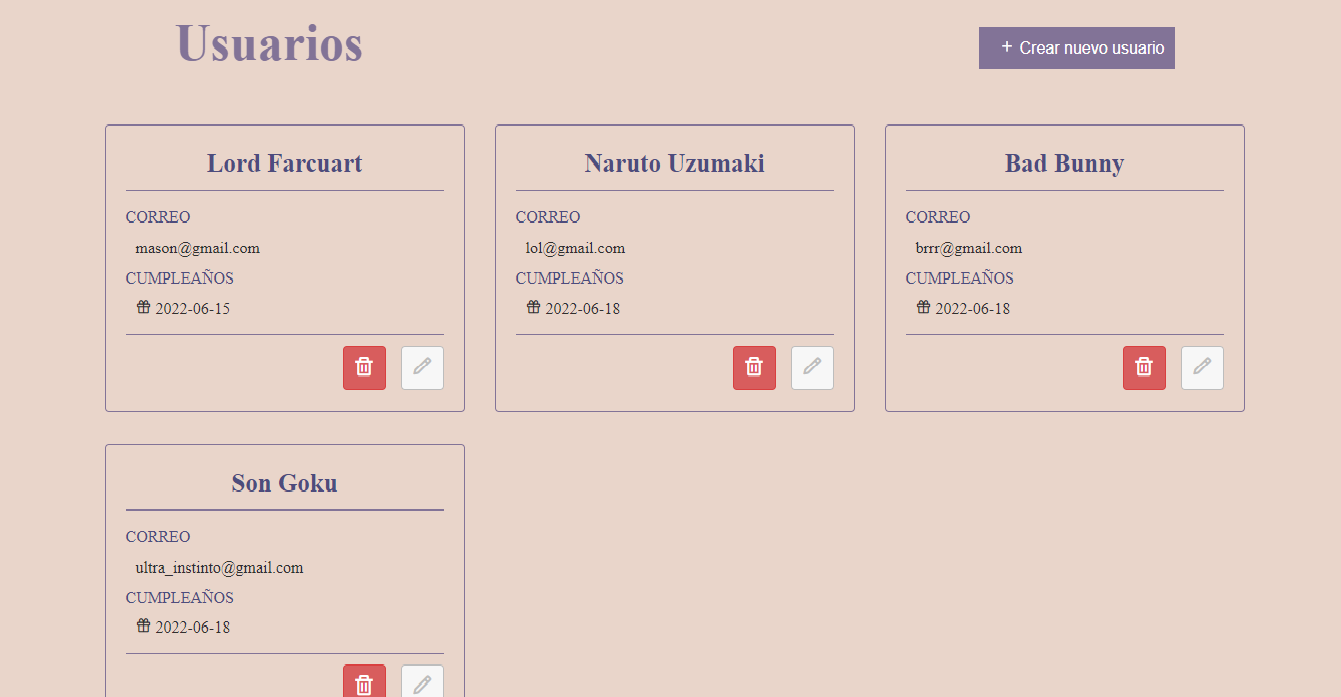 Usuarios
+ Crear nuevo usuario
Lord Farcuart
CORREO
mason@gmail.com
CUMPLEAÑOS
2022-06-15
Naruto Uzumaki
CORREO
lol@gmail.com
CUMPLEAÑOS
2022-06-18
Bad Bunny
CORREO
brrr@gmail.com
CUMPLEAÑOS
2022-06-18
Son Goku
CORREO
ultra_instinto@gmail.com
CUMPLEAÑOS
2022-06-18